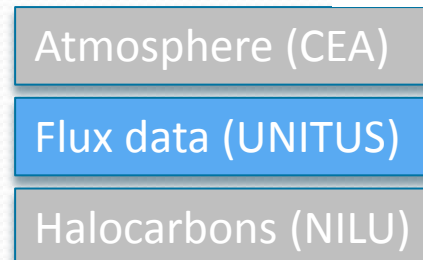 Atmosphere (CEA)
Flux data (UNITUS)
Halocarbons (NILU)